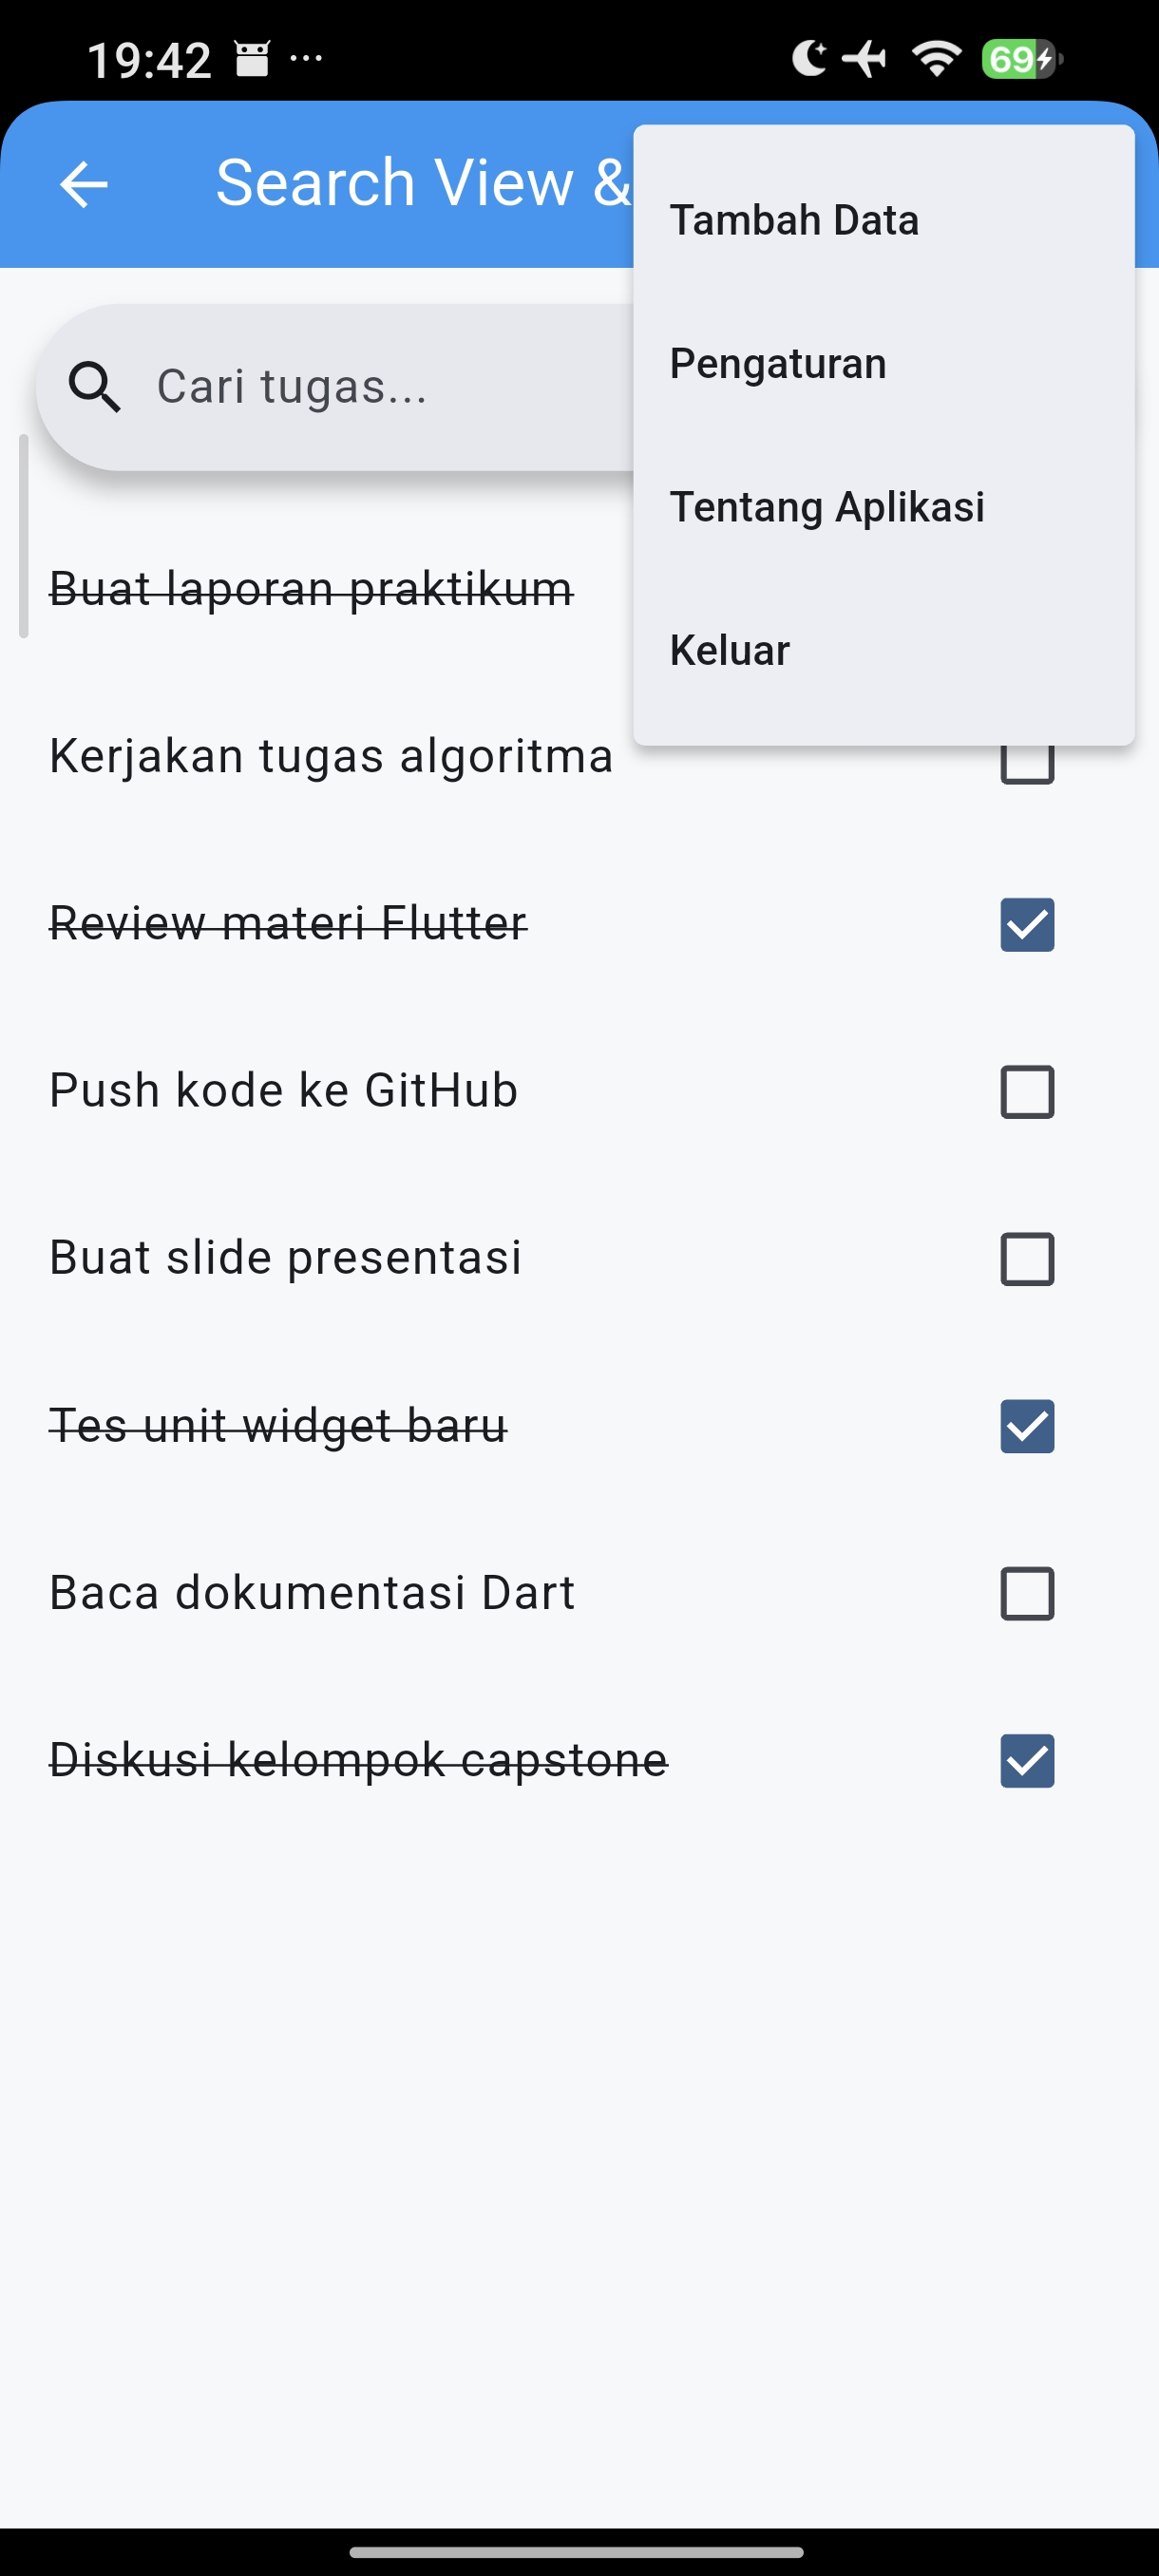 19:42
69
Search View &
Tambah Data
Pengaturan
Tentang Aplikasi
Keluar
Cari tugas...
Buat laporan praktikum
Kerjakan tugas algoritma
Review materi Flutter
Push kode ke GitHub
Buat slide presentasi
Tes unit widget baru
Baca dokumentasi Dart
Diskusi kelompok capstone